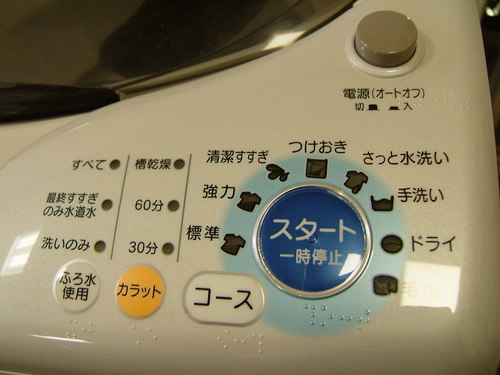 電源(オートオフ)
切 入
つけおき
清潔すすぎ
さっと水洗い
すべて
槽乾燥
強力
手洗い
最終すすぎ
のみ水道水
60分
スタート
一時停止
標準
ドライ
洗いのみ
30分
ふろ水
使用
カラット
コース
毛布